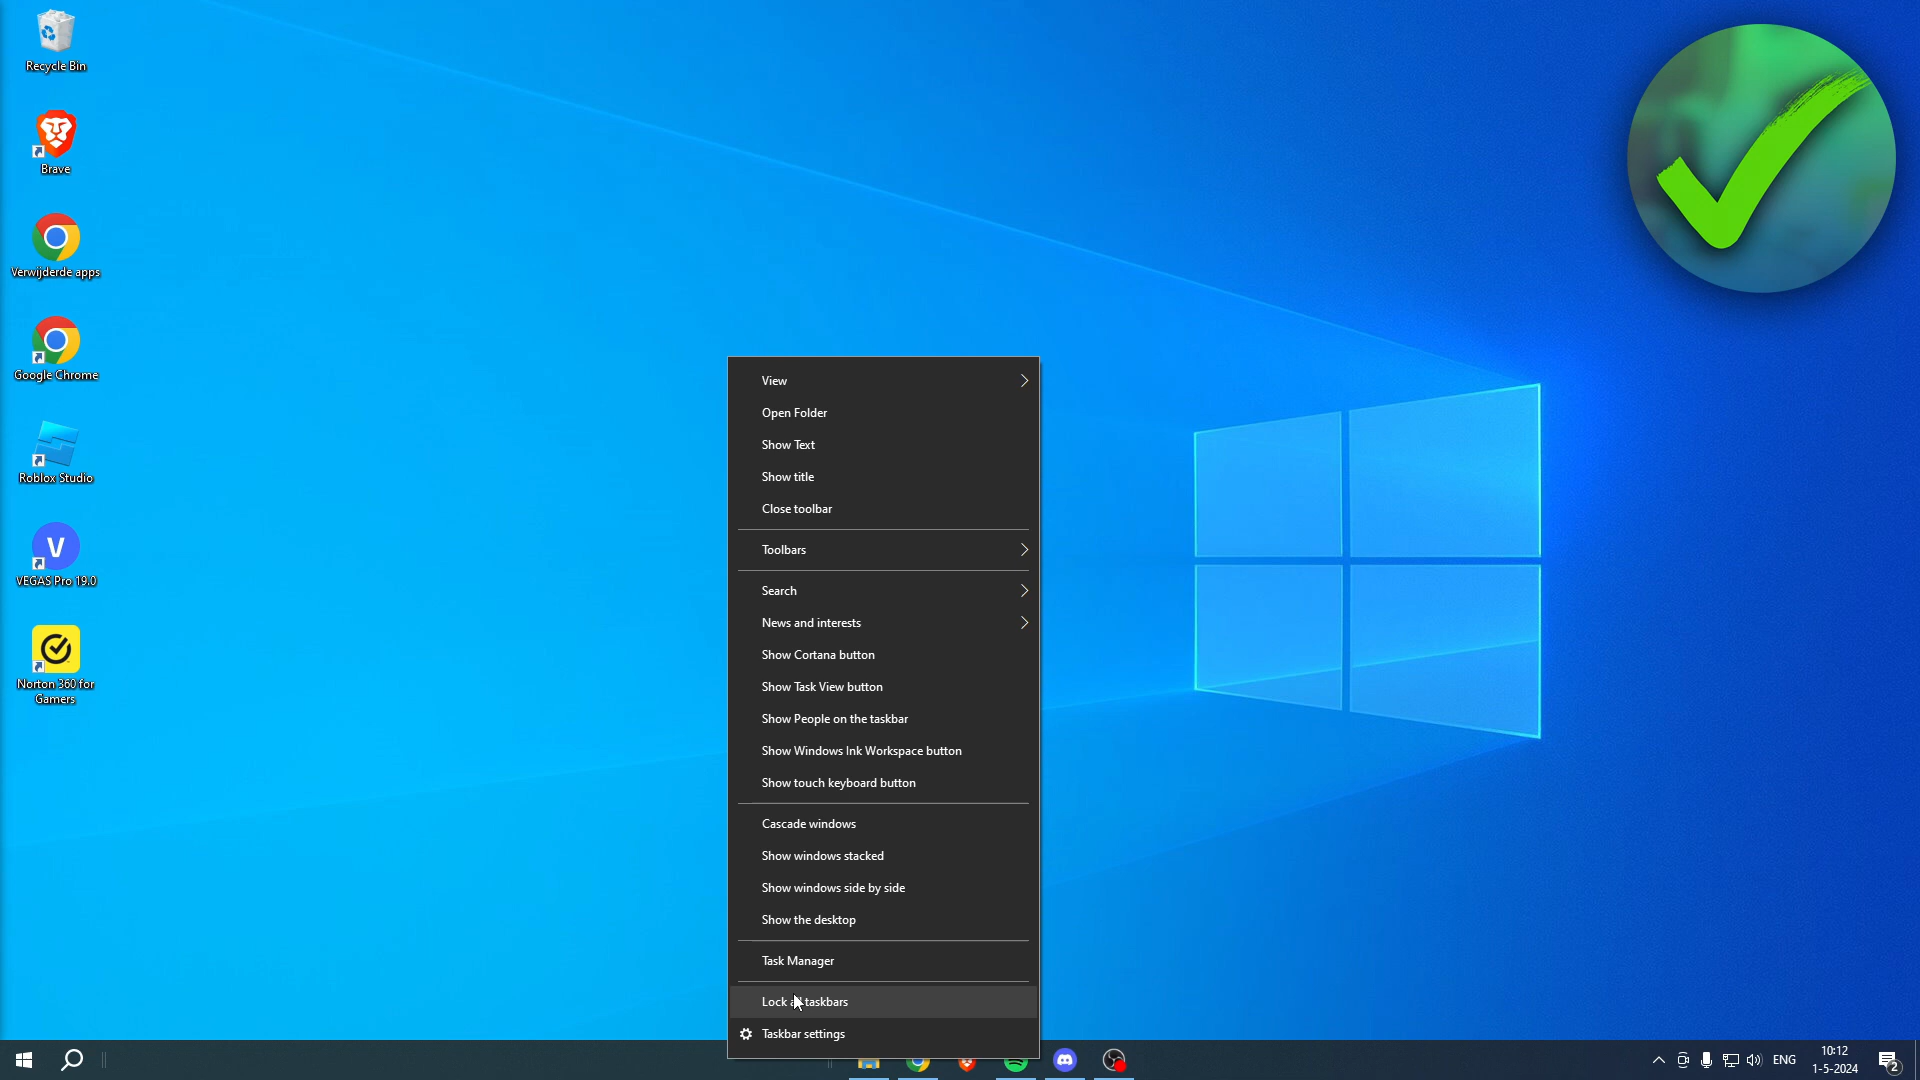 Recycle Bin
Brave
Verwijderde apps
Google Chrome
Roblox Studio
V
VEGAS Pro 19.0
Norton 360 for
Gamers
View
Open Folder
Show Text
Show title
Close toolbar
Toolbars
Search
News and interests
Show Cortana button
Show Task View button
Show People on the taskbar
Show Windows Ink Workspace button
Show touch keyboard button
Cascade windows
Show windows stacked
Show windows side by side
Show the desktop
Task Manager
Lock all taskbars
Taskbar settings
ENG
10:12
1-5-2024
2